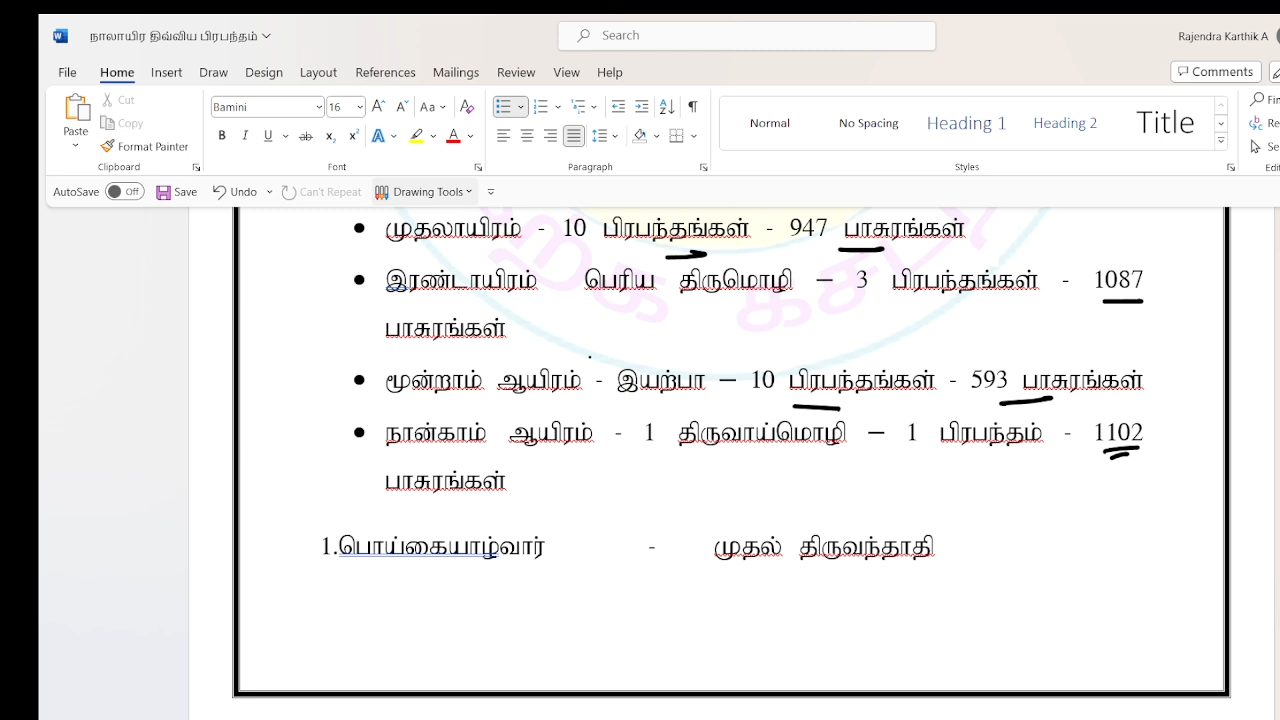 நாலாயிர திவ்விய பிரபந்தம்
Search
Rajendra Karthik A
File Home Insert Draw Design Layout References Mailings Review View Help
Comments
Paste
Cut
Copy
Format Painter
Clipboard
Bamini 16
Font
Paragraph
Normal No Spacing Heading 1 Heading 2 Title
Styles
AutoSave Off Save Undo Can't Repeat Drawing Tools
முதலாயிரம் - 10 பிரபந்தங்கள் - 947 பாசுரங்கள்
இரண்டாயிரம் பெரிய திருமொழி – 3 பிரபந்தங்கள் - 1087
பாசுரங்கள்
மூன்றாம் ஆயிரம் - இயற்பா – 10 பிரபந்தங்கள் - 593 பாசுரங்கள்
நான்காம் ஆயிரம் - 1 திருவாய்மொழி – 1 பிரபந்தம் - 1102
பாசுரங்கள்
1.பொய்கையாழ்வார் - முதல் திருவந்தாதி